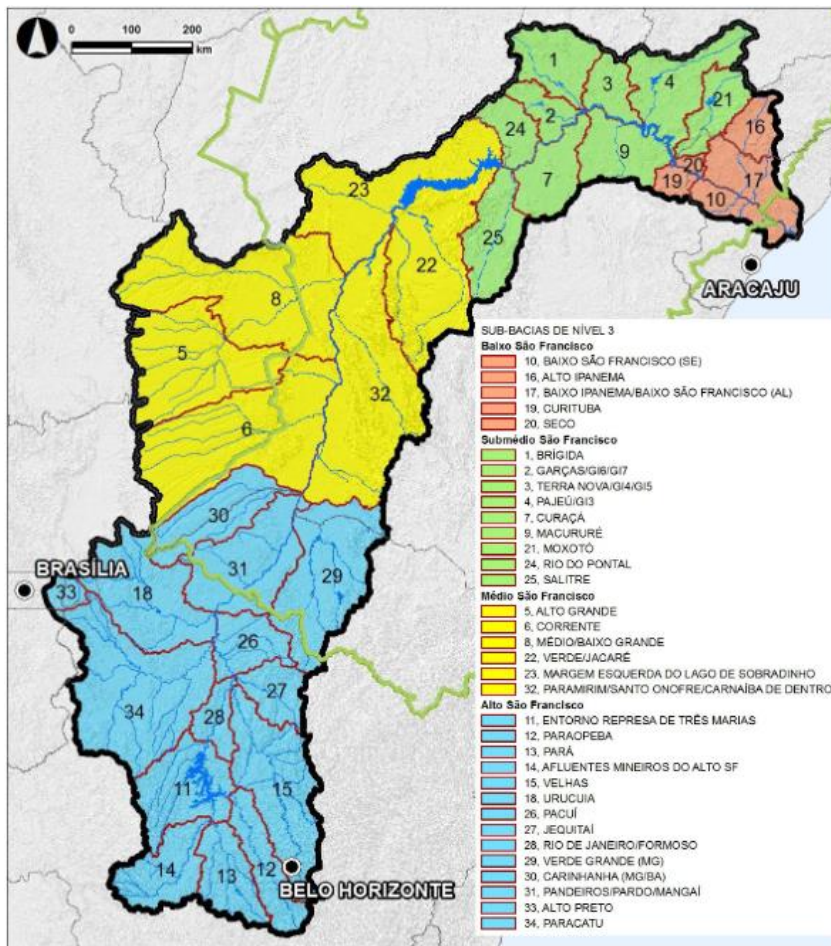 0 100 200
km
1
3
4
21
24
2
16
9
20
17
7
19
10
23
25
22
ARACAJU
8
5
32
6
30
31
BRASÍLIA
33
18
29
26
27
34
28
11
15
14
13
12
BELO HORIZONTE
SUB-BACIAS DE NÍVEL 3
Baixo São Francisco
10, BAIXO SÃO FRANCISCO (SE)
16, ALTO IPANEMA
17, BAIXO IPANEMA/BAIXO SÃO FRANCISCO (AL)
19, CURITUBA
20, SECO
Submédio São Francisco
1, BRÍGIDA
2, GARÇAS/GI6/GI7
3, TERRA NOVA/GI4/GI5
4, PAJEÚ/GI3
7, CURAÇÁ
9, MACURURÉ
21, MOXOTÓ
24, RIO DO PONTAL
25, SALITRE
Médio São Francisco
5, ALTO GRANDE
6, CORRENTE
8, MÉDIO/BAIXO GRANDE
22, VERDE/JACARÉ
23, MARGEM ESQUERDA DO LAGO DE SOBRADINHO
32, PARAMIRIM/SANTO ONOFRE/CARNAÍBA DE DENTRO
Alto São Francisco
11, ENTORNO REPRESA DE TRÊS MARIAS
12, PARAOPEBA
13, PARÁ
14, AFLUENTES MINEIROS DO ALTO SF
15, VELHAS
18, URUCUIA
26, PACUÍ
27, JEQUITAÍ
28, RIO DE JANEIRO/FORMOSO
29, VERDE GRANDE (MG)
30, CARINHANHA (MG/BA)
31, PANDEIROS/PARDO/MANGAÍ
33, ALTO PRETO
34, PARACATU